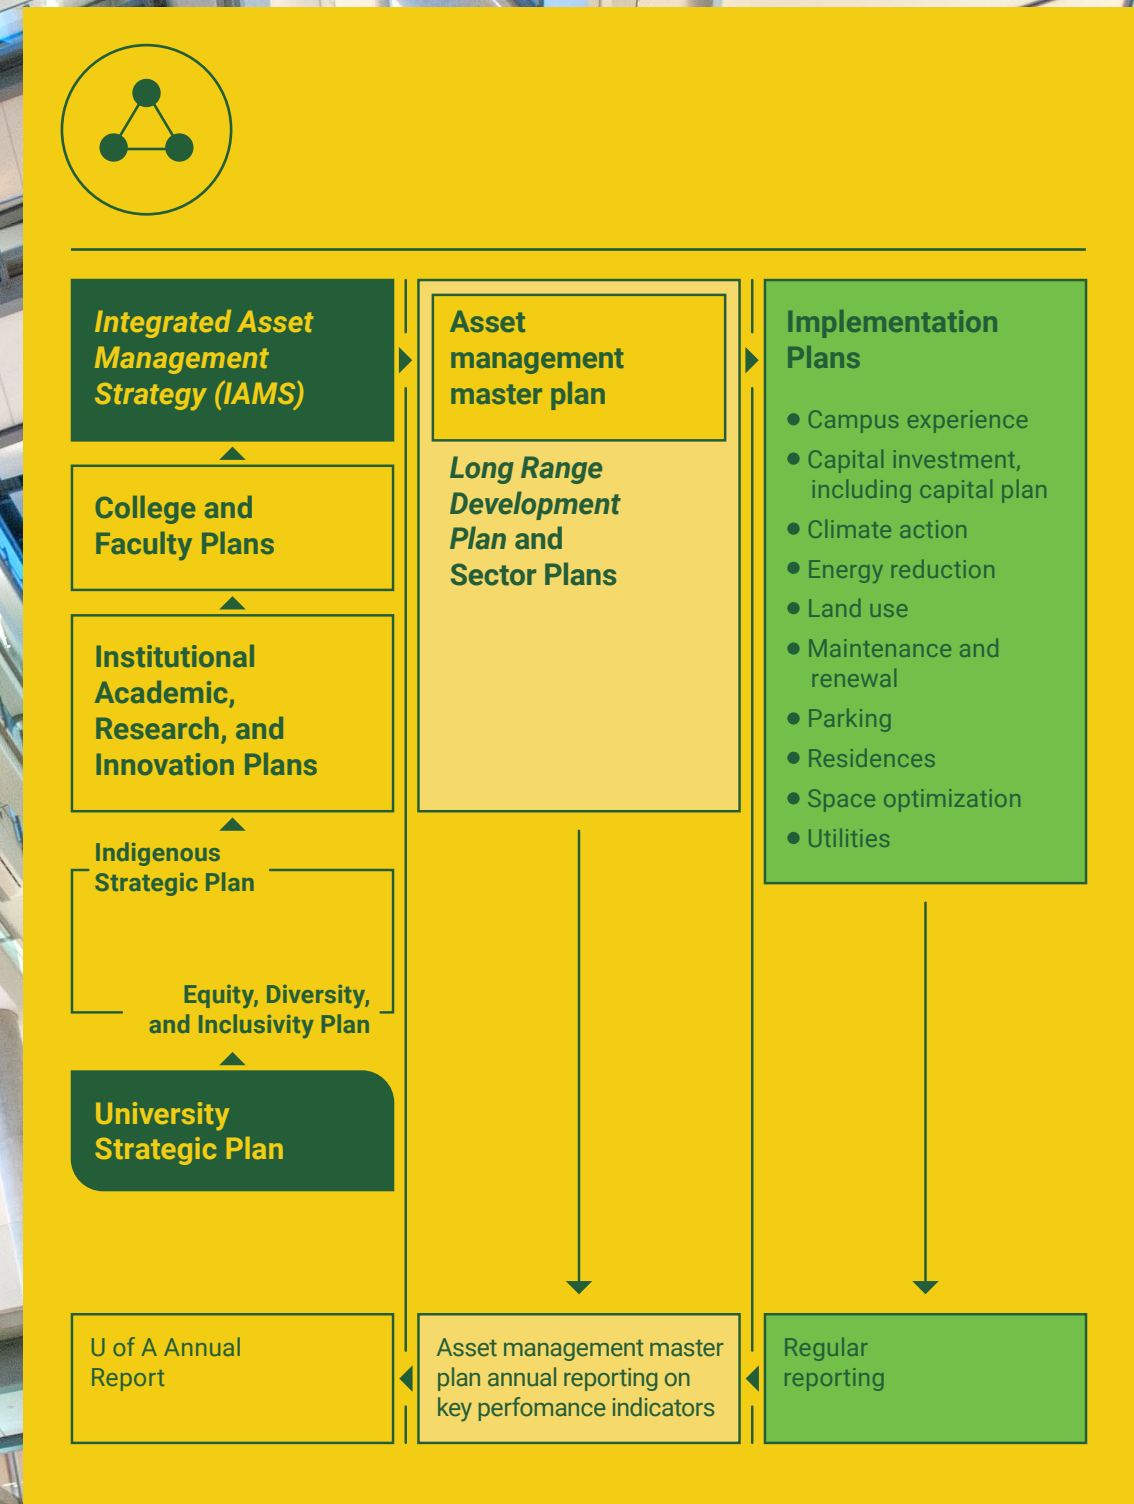 Integrated Asset
Management
Strategy (IAMS)
College and
Faculty Plans
Institutional
Academic,
Research, and
Innovation Plans
Indigenous
Strategic Plan
Equity, Diversity,
and Inclusivity Plan
University
Strategic Plan
Asset
management
master plan
Long Range
Development
Plan and
Sector Plans
Implementation
Plans
● Campus experience
● Capital investment,
including capital plan
● Climate action
● Energy reduction
● Land use
● Maintenance and
renewal
● Parking
● Residences
● Space optimization
● Utilities
U of A Annual
Report
Asset management master
plan annual reporting on
key perfomance indicators
Regular
reporting